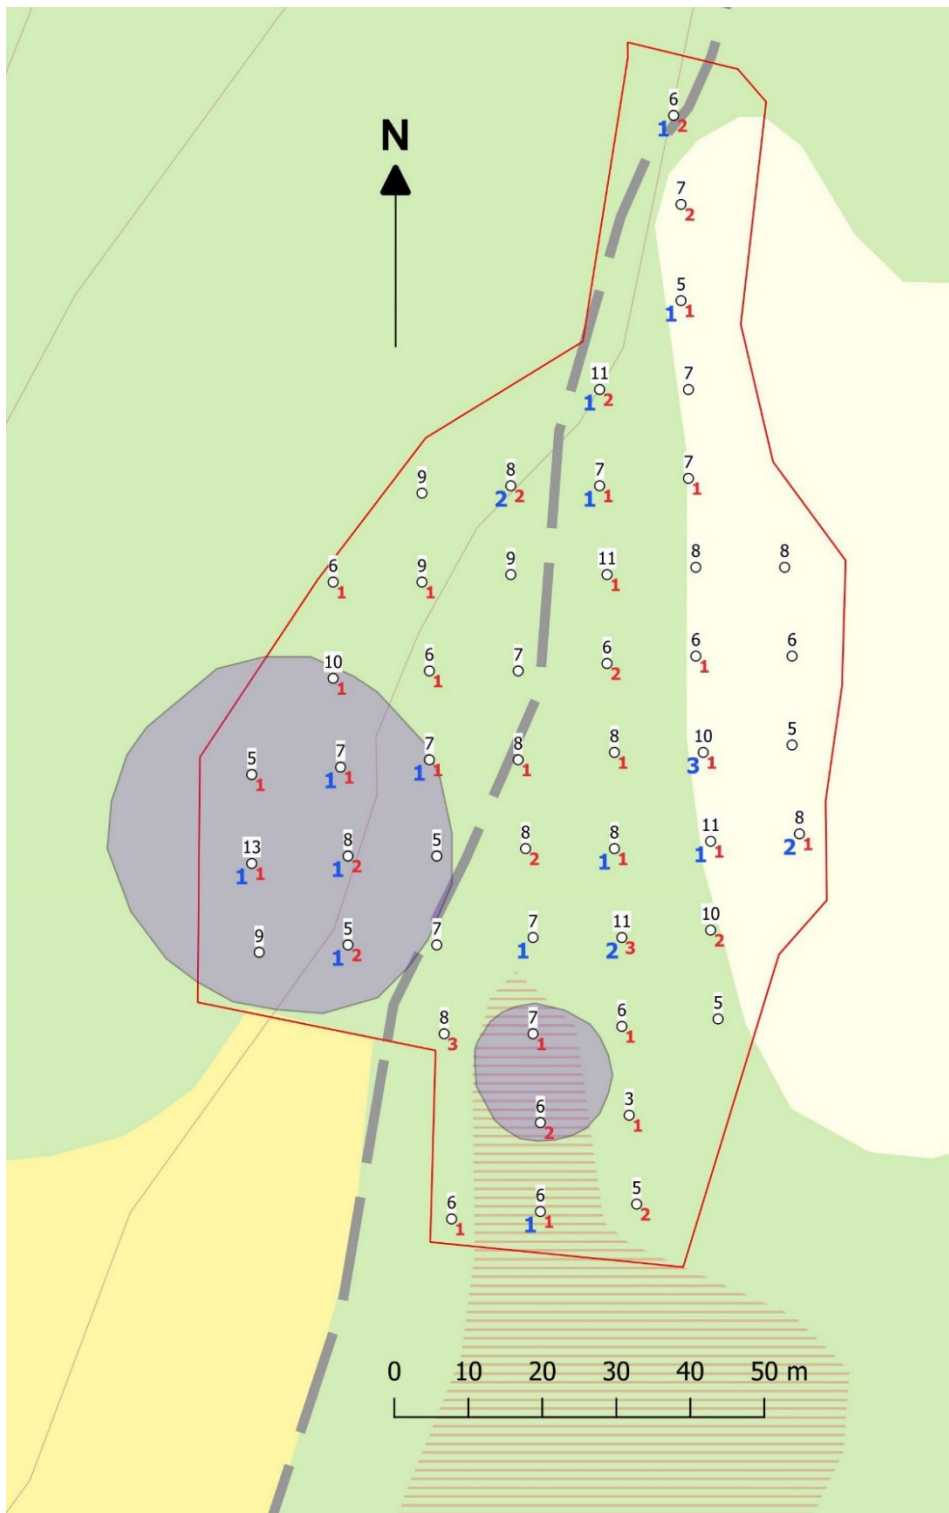 6
1 2
N
7
2
5
1 1
11 7
1 2
9 8 7 7
2 2 1 1 1
6 9 9 11 8 8
1 1 1
10 6 7 6 6 6
1 1 2 1
5 7 7 8 8 10 5
1 1 1 1 1 1 1 3 1
13 8 5 8 8 11 8
1 1 1 2 2 1 1 1 1 2 1
9 5 7 7 11 10
1 2 1 2 3 2
8 7 6 5
3 1 1
6 3
2 1
6 6 5
1 1 1 2
0 10 20 30 40 50 m